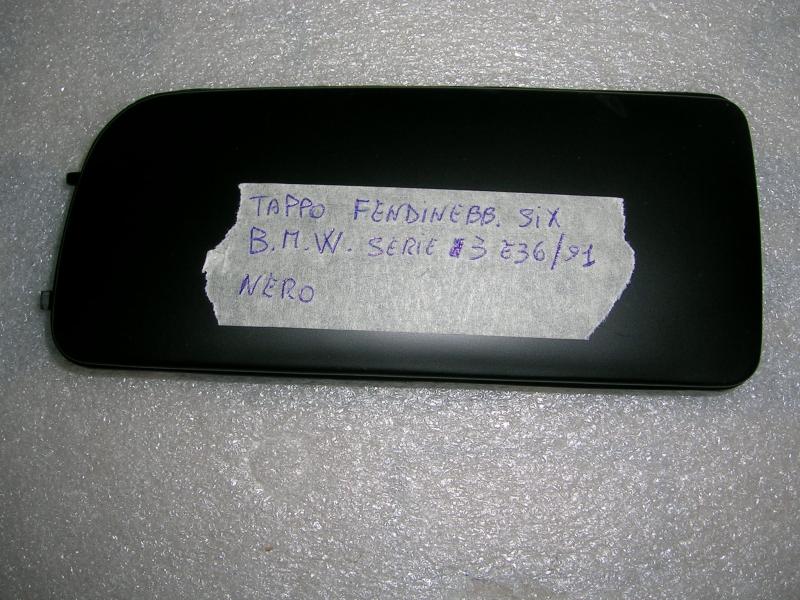 TAPPO FENDINEBB. SiX
B.M.W. SERIE 3 E36/91
NERO